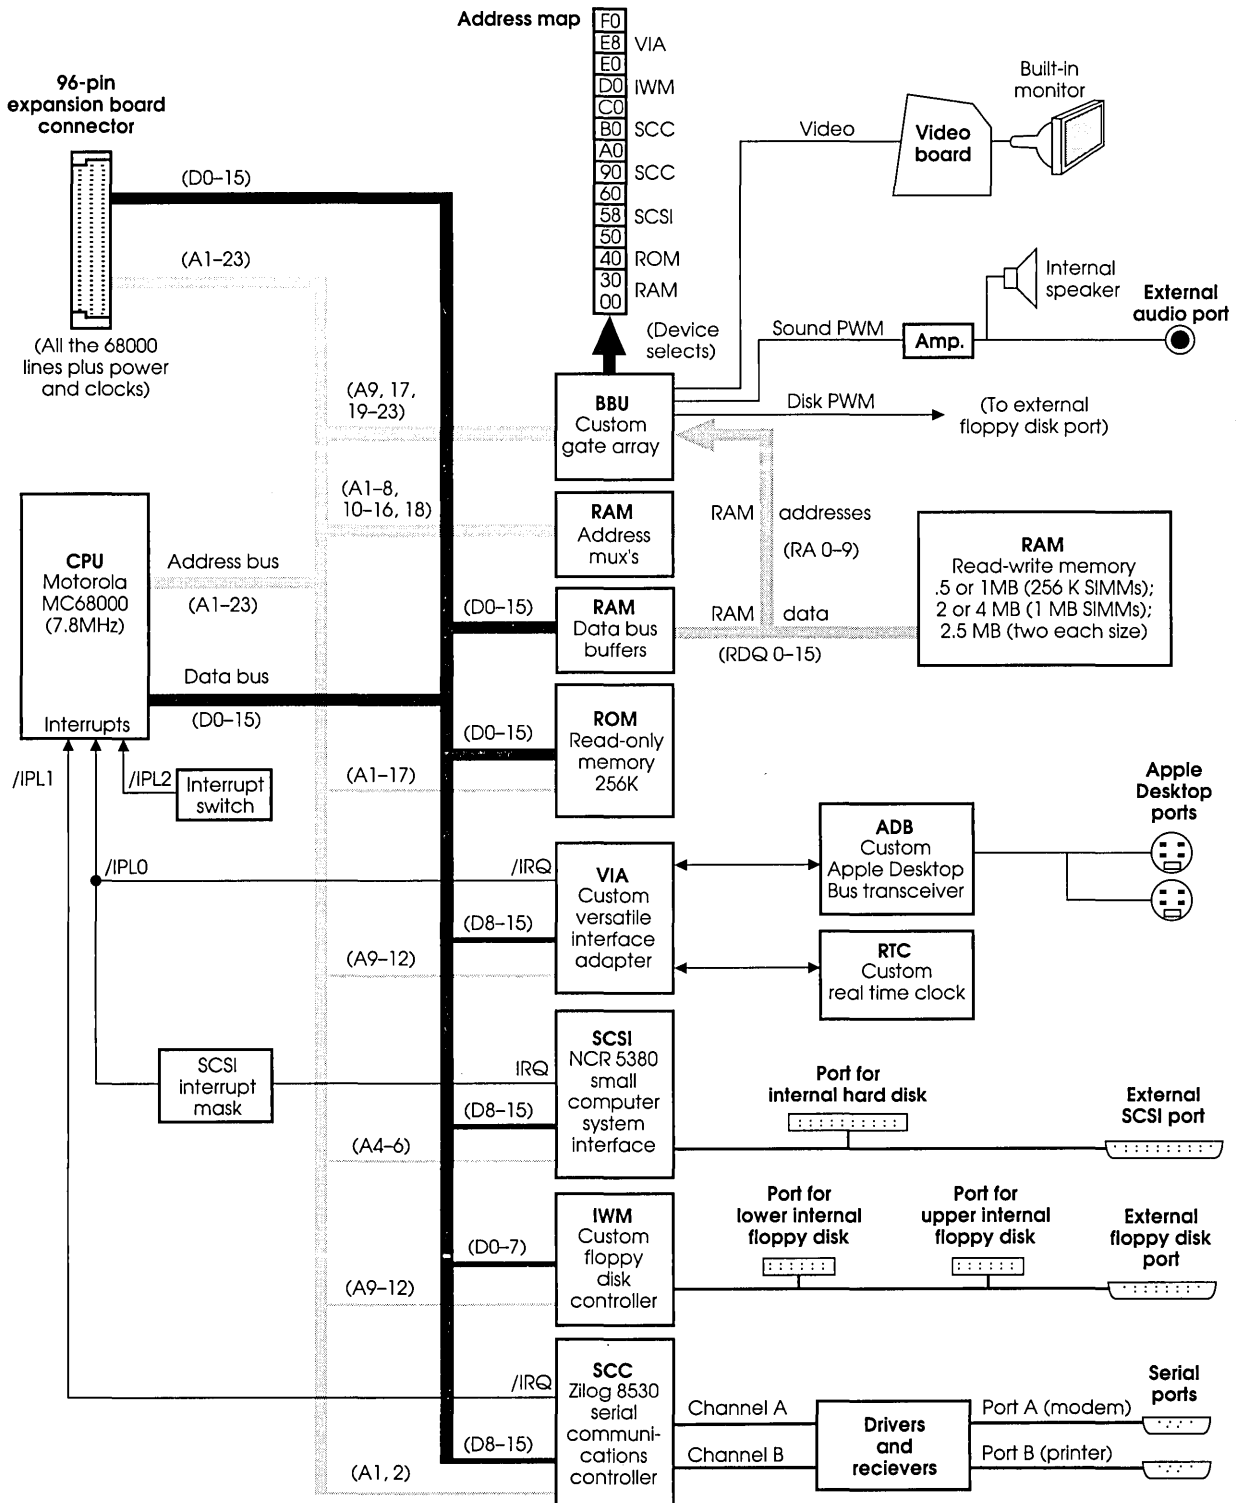 Address map
F0
E8 VIA
E0
D0 IWM
C0
B0 SCC
A0
90 SCC
60
58 SCSI
50
40 ROM
30
RAM
00
96-pin
expansion board
connector
(D0–15)
(A1–23)
(All the 68000
lines plus power
and clocks)
Video
Video
board
Built-in
monitor
Internal
speaker
External
audio port
(Device
selects)
Sound PWM
Amp.
Disk PWM
(To external
floppy disk port)
(A9, 17,
19–23)
BBU
Custom
gate array
(A1–8,
10–16, 18)
RAM
Address
mux's
RAM addresses
(RA 0–9)
RAM
Read-write memory
.5 or 1MB (256 K SIMMs);
2 or 4 MB (1 MB SIMMs);
2.5 MB (two each size)
CPU
Motorola
MC68000
(7.8MHz)
Interrupts
Address bus
(A1–23)
Data bus
(D0–15)
(D0–15)
RAM
Data bus
buffers
RAM data
(RDQ 0–15)
(D0–15)
(A1–17)
ROM
Read-only
memory
256K
/IPL1
/IPL2
Interrupt
switch
/IPL0
/IRQ
(D8–15)
(A9–12)
VIA
Custom
versatile
interface
adapter
ADB
Custom
Apple Desktop
Bus transceiver
Apple
Desktop
ports
RTC
Custom
real time clock
SCSI
interrupt
mask
IRQ
(D8–15)
(A4–6)
SCSI
NCR 5380
small
computer
system
interface
Port for
internal hard disk
External
SCSI port
(D0–7)
(A9–12)
IWM
Custom
floppy
disk
controller
Port for
lower internal
floppy disk
Port for
upper internal
floppy disk
External
floppy disk
port
/IRQ
(D8–15)
(A1, 2)
SCC
Zilog 8530
serial
communi-
cations
controller
Channel A
Channel B
Drivers
and
recievers
Port A (modem)
Port B (printer)
Serial
ports